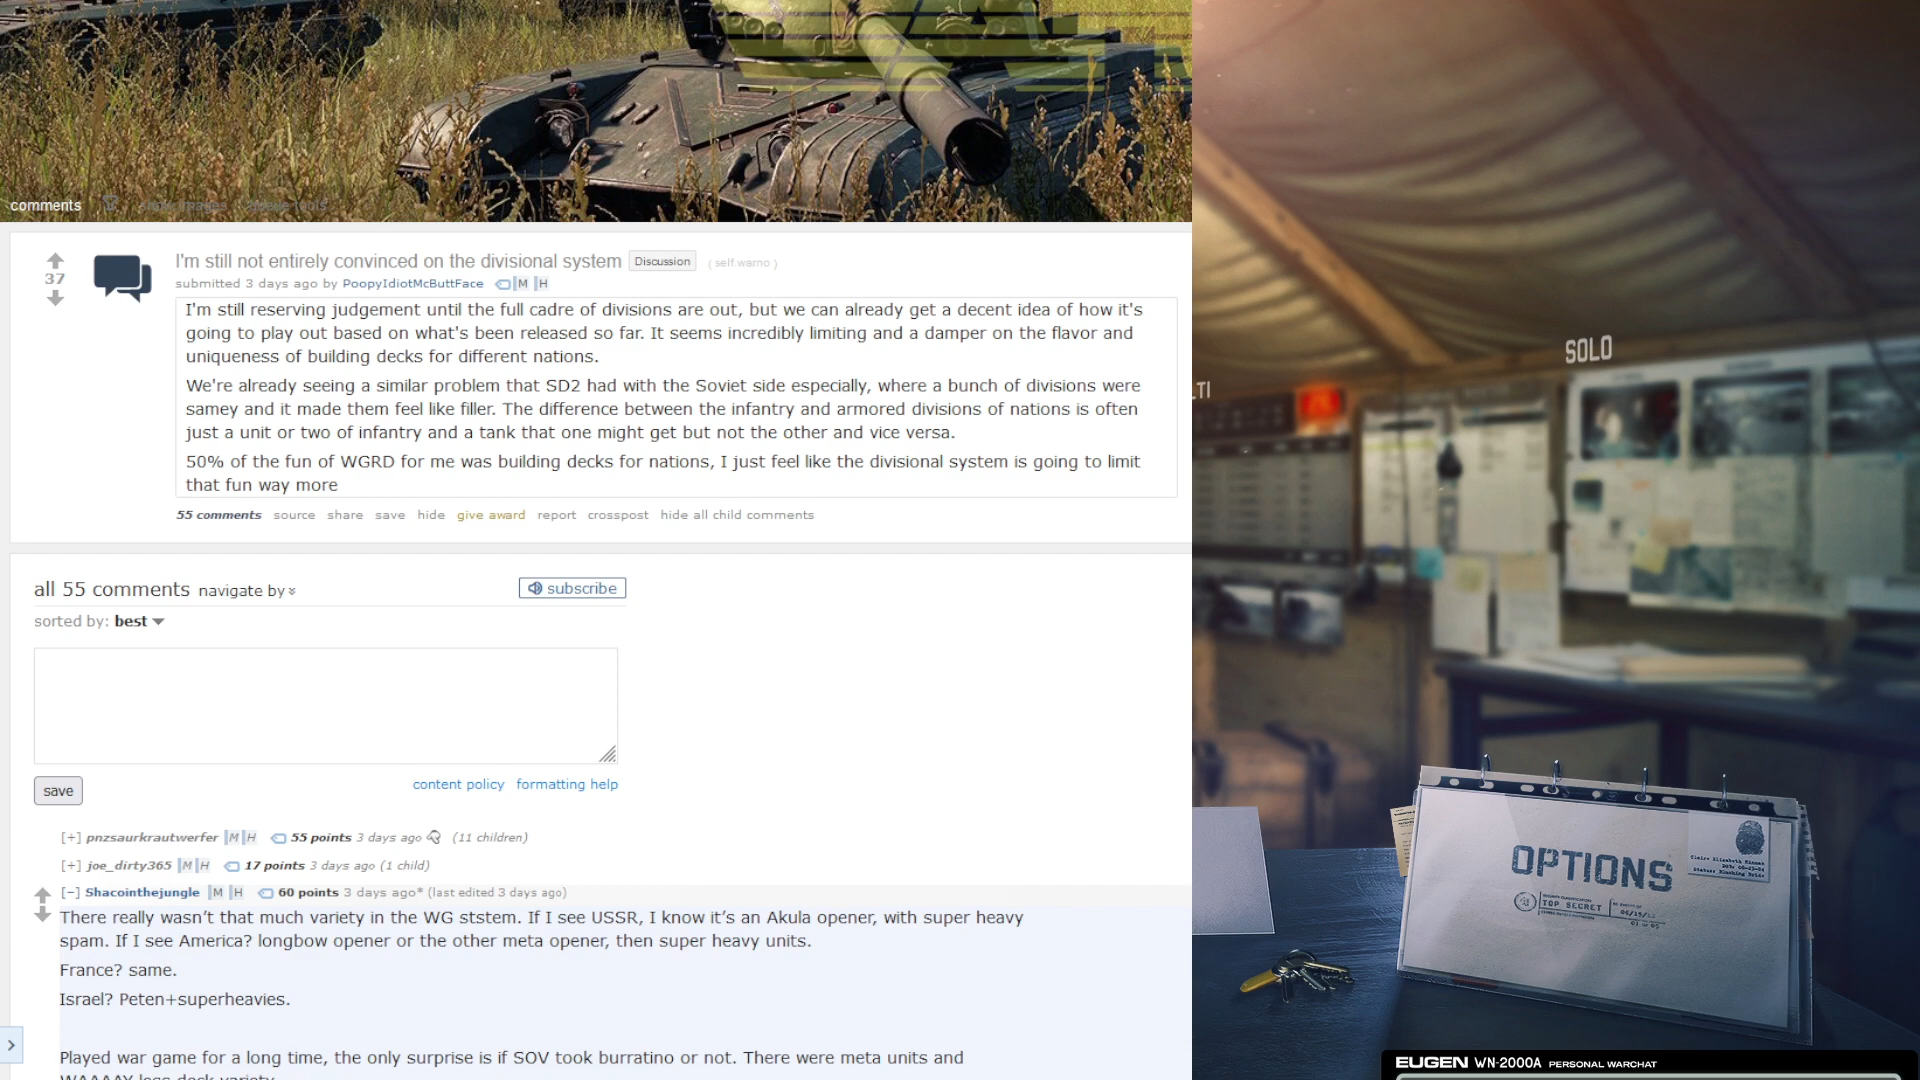 comments
37
I'm still not entirely convinced on the divisional system Discussion ( self.warno )
submitted 3 days ago by PoopyIdiotMcButtFace M H
I'm still reserving judgement until the full cadre of divisions are out, but we can already get a decent idea of how it's
going to play out based on what's been released so far. It seems incredibly limiting and a damper on the flavor and
uniqueness of building decks for different nations.
We're already seeing a similar problem that SD2 had with the Soviet side especially, where a bunch of divisions were
samey and it made them feel like filler. The difference between the infantry and armored divisions of nations is often
just a unit or two of infantry and a tank that one might get but not the other and vice versa.
50% of the fun of WGRD for me was building decks for nations, I just feel like the divisional system is going to limit
that fun way more
55 comments source share save hide give award report crosspost hide all child comments
all 55 comments navigate by
subscribe
sorted by: best
save
content policy formatting help
[+] pnzsaurkrautwerfer M H 55 points 3 days ago (11 children)
[+] joe_dirty365 M H 17 points 3 days ago (1 child)
[−] Shacointhejungle M H 60 points 3 days ago* (last edited 3 days ago)
There really wasn’t that much variety in the WG ststem. If I see USSR, I know it’s an Akula opener, with super heavy
spam. If I see America? longbow opener or the other meta opener, then super heavy units.
France? same.
Israel? Peten+superheavies.
Played war game for a long time, the only surprise is if SOV took burratino or not. There were meta units and
WAAAAY less deck variety.
SOLO
LTI
OPTIONS
TOP SECRET
EUGEN WN-2000A PERSONAL WARCHAT